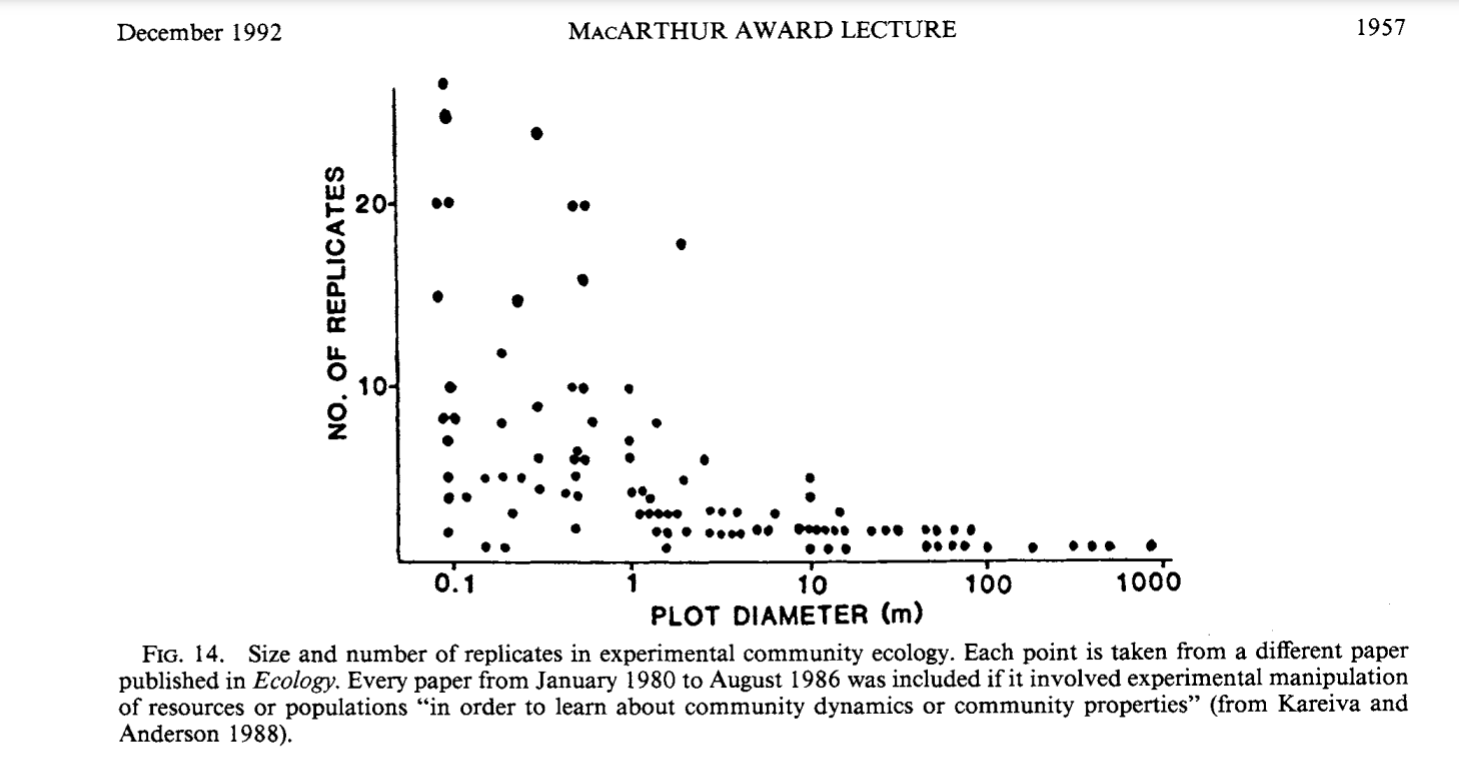 December 1992
MACARTHUR AWARD LECTURE
1957
NO. OF REPLICATES
20
10
0.1
1
10
100
1000
PLOT DIAMETER (m)
FIG. 14. Size and number of replicates in experimental community ecology. Each point is taken from a different paper
published in Ecology. Every paper from January 1980 to August 1986 was included if it involved experimental manipulation
of resources or populations “in order to learn about community dynamics or community properties” (from Kareiva and
Anderson 1988).